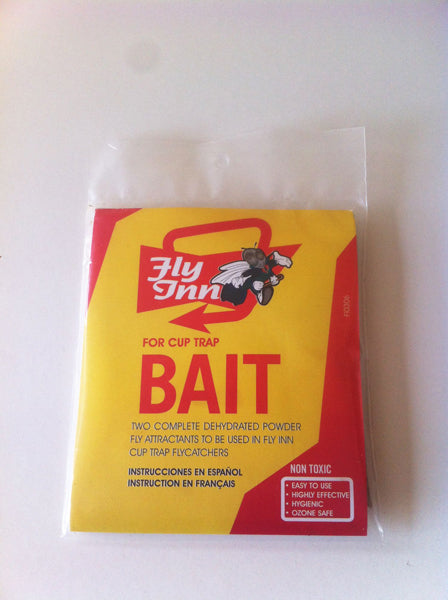 Fly
Inn
FOR CUP TRAP
BAIT
TWO COMPLETE DEHYDRATED POWDER
FLY ATTRACTANTS TO BE USED IN FLY INN
CUP TRAP FLYCATCHERS
INSTRUCCIONES EN ESPAÑOL
INSTRUCTION EN FRANÇAIS
NON TOXIC
• EASY TO USE
• HIGHLY EFFECTIVE
• HYGIENIC
• OZONE SAFE